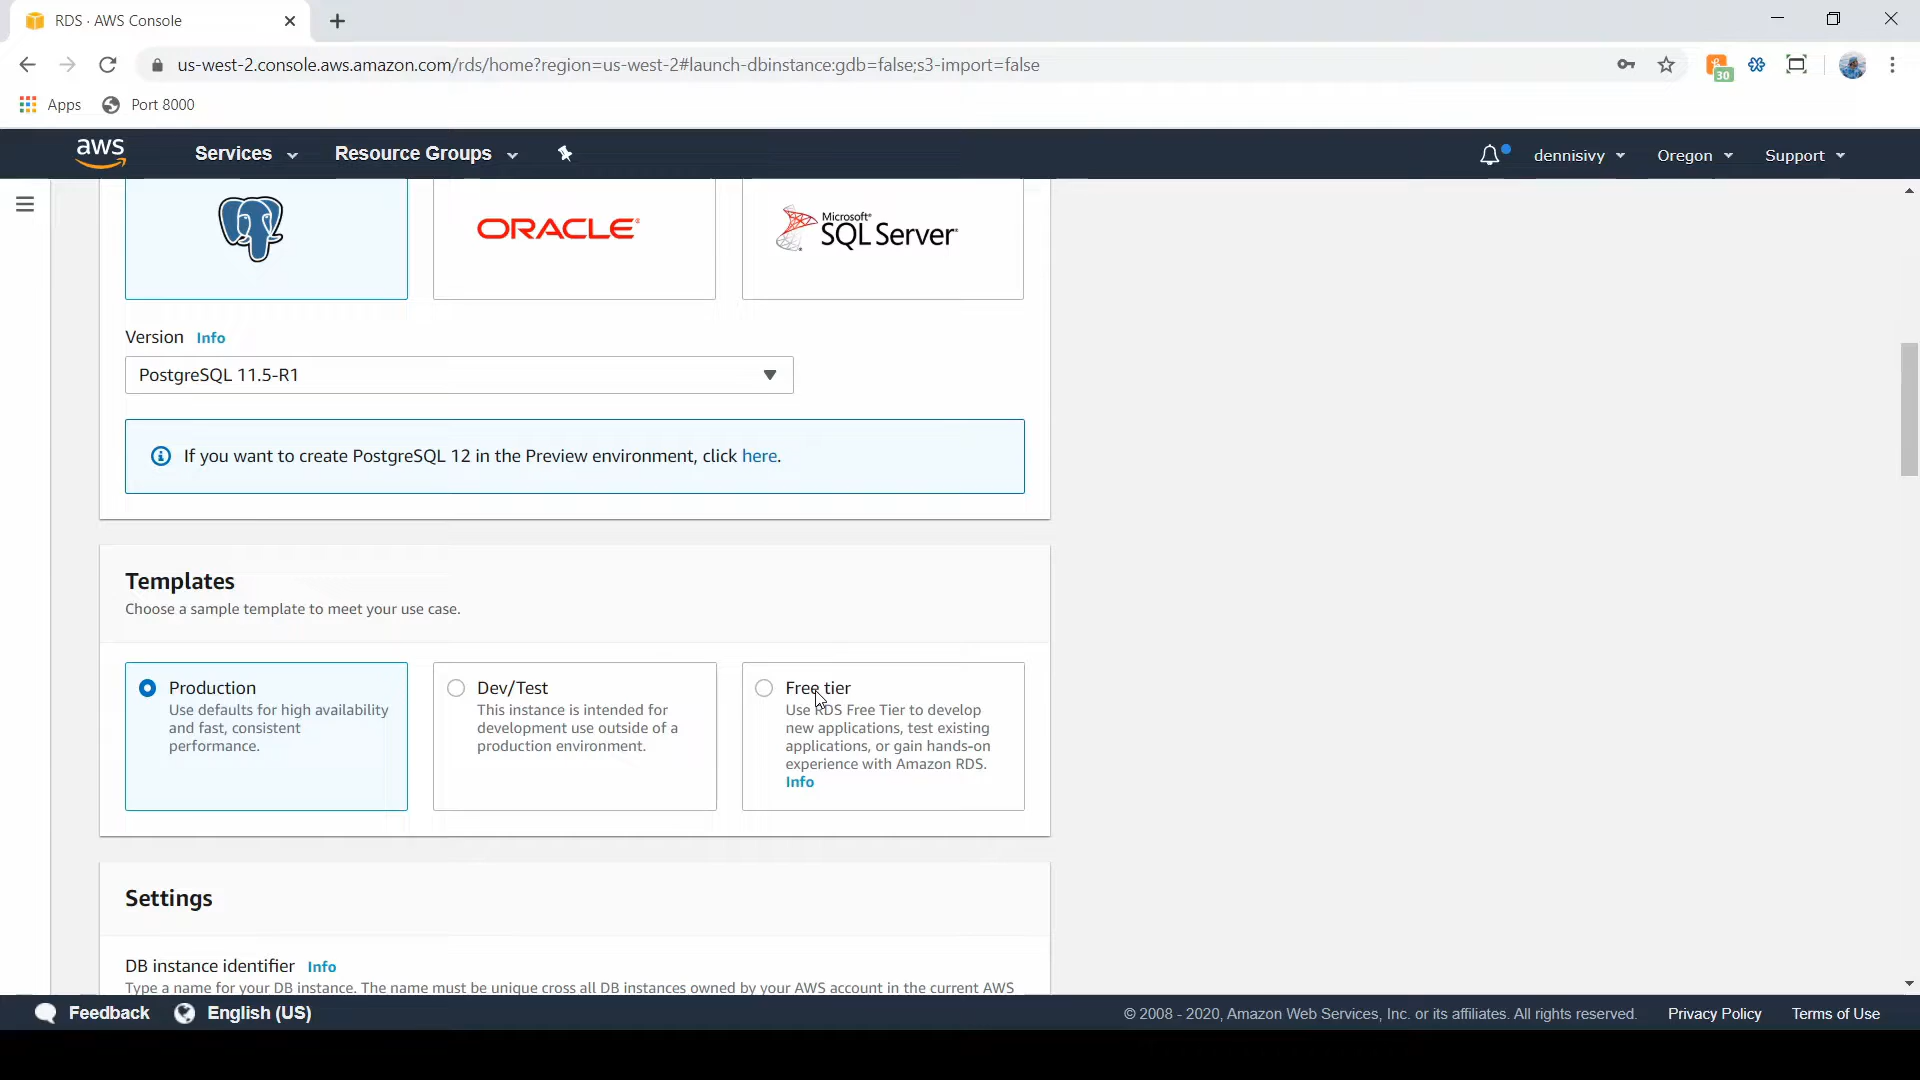 RDS · AWS Console
us-west-2.console.aws.amazon.com/rds/home?region=us-west-2#launch-dbinstance:gdb=false;s3-import=false
30
Apps
Port 8000
aws
Services
Resource Groups
dennisivy
Oregon
Support
ORACLE
Microsoft
SQL Server
Version Info
PostgreSQL 11.5-R1
If you want to create PostgreSQL 12 in the Preview environment, click here.
Templates
Choose a sample template to meet your use case.
Production
Use defaults for high availability
and fast, consistent
performance.
Dev/Test
This instance is intended for
development use outside of a
production environment.
Free tier
Use RDS Free Tier to develop
new applications, test existing
applications, or gain hands-on
experience with Amazon RDS.
Info
Settings
DB instance identifier Info
Type a name for your DB instance. The name must be unique cross all DB instances owned by your AWS account in the current AWS
Feedback
English (US)
© 2008 - 2020, Amazon Web Services, Inc. or its affiliates. All rights reserved.
Privacy Policy
Terms of Use